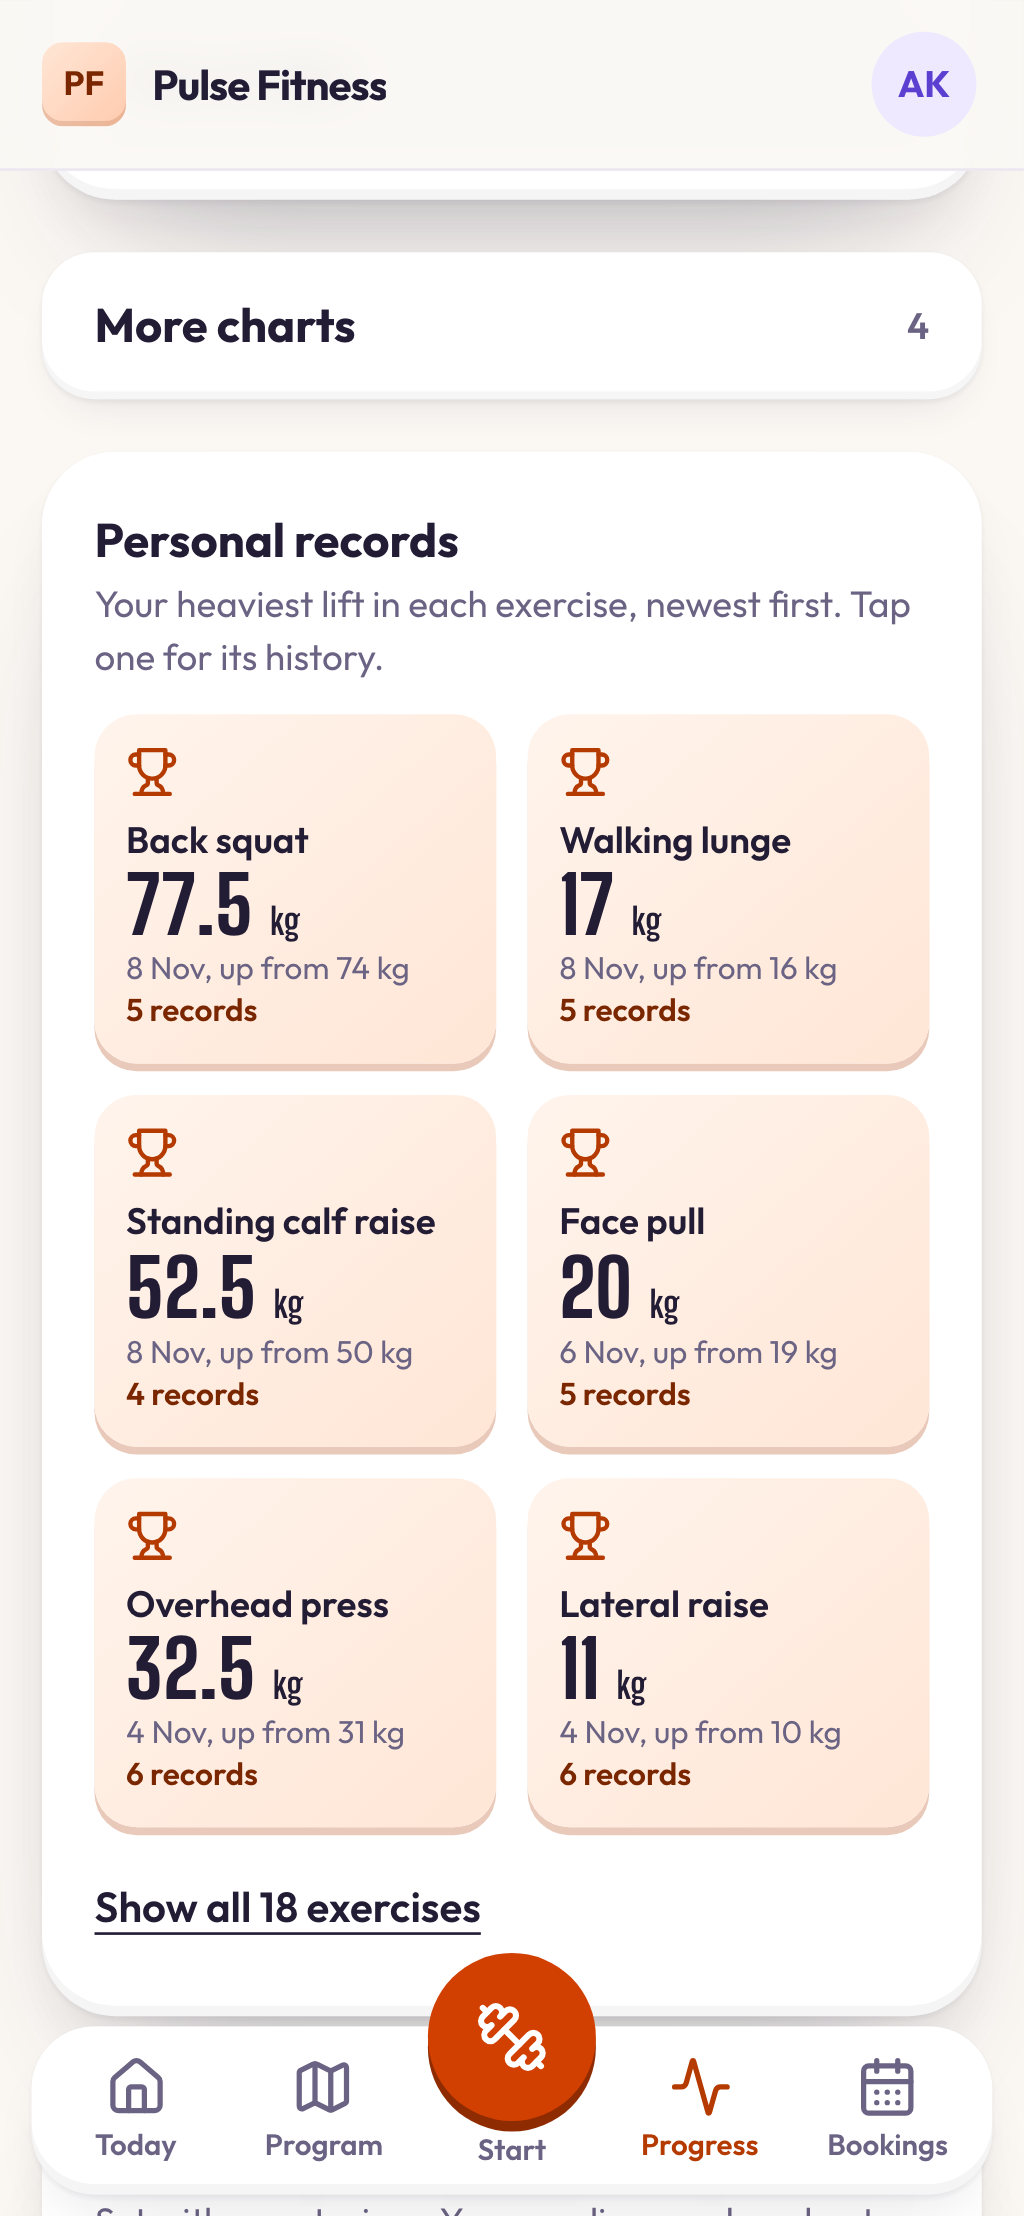 PF
Pulse Fitness
AK
More charts
4
Personal records
Your heaviest lift in each exercise, newest first. Tap
one for its history.
Back squat
77.5 kg
8 Nov, up from 74 kg
5 records
Walking lunge
17 kg
8 Nov, up from 16 kg
5 records
Standing calf raise
52.5 kg
8 Nov, up from 50 kg
4 records
Face pull
20 kg
6 Nov, up from 19 kg
5 records
Overhead press
32.5 kg
4 Nov, up from 31 kg
6 records
Lateral raise
11 kg
4 Nov, up from 10 kg
6 records
Show all 18 exercises
Today
Program
Start
Progress
Bookings